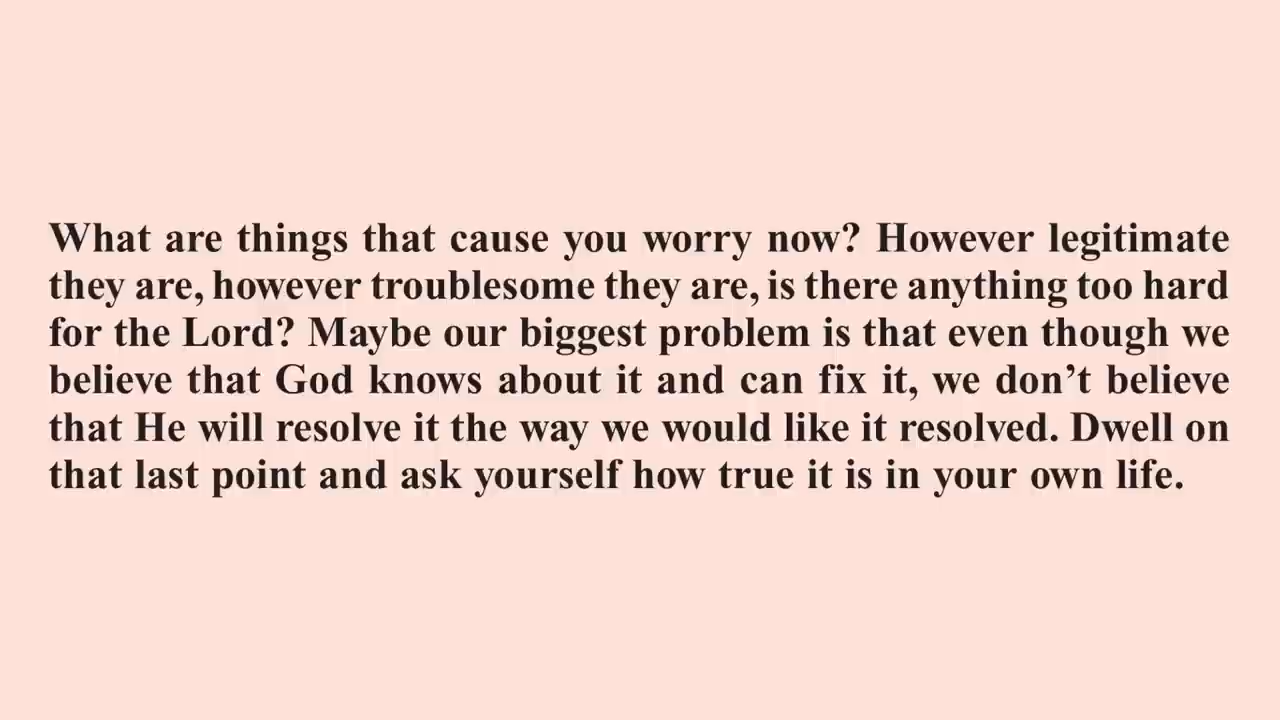 What are things that cause you worry now? However legitimate
they are, however troublesome they are, is there anything too hard
for the Lord? Maybe our biggest problem is that even though we
believe that God knows about it and can fix it, we don’t believe
that He will resolve it the way we would like it resolved. Dwell on
that last point and ask yourself how true it is in your own life.